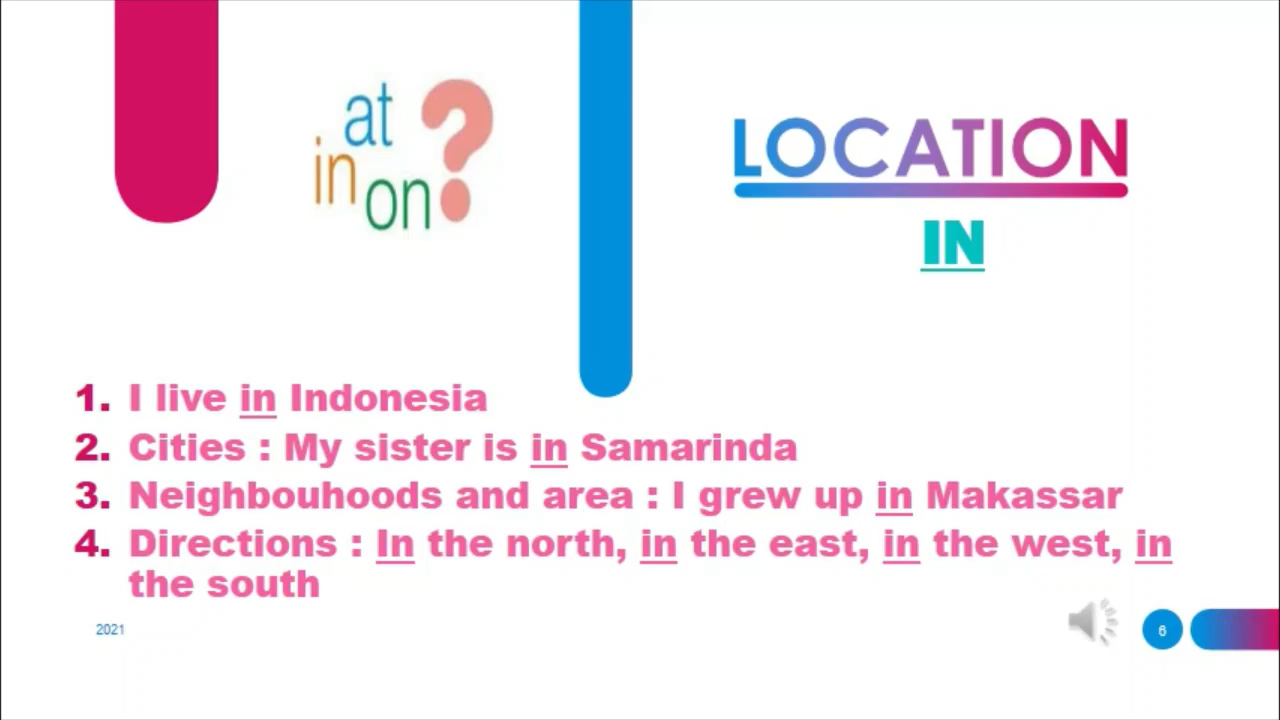 at
in
on
?
LOCATION
IN
1. I live in Indonesia
2. Cities : My sister is in Samarinda
3. Neighbouhoods and area : I grew up in Makassar
4. Directions : In the north, in the east, in the west, in
the south
2021
6